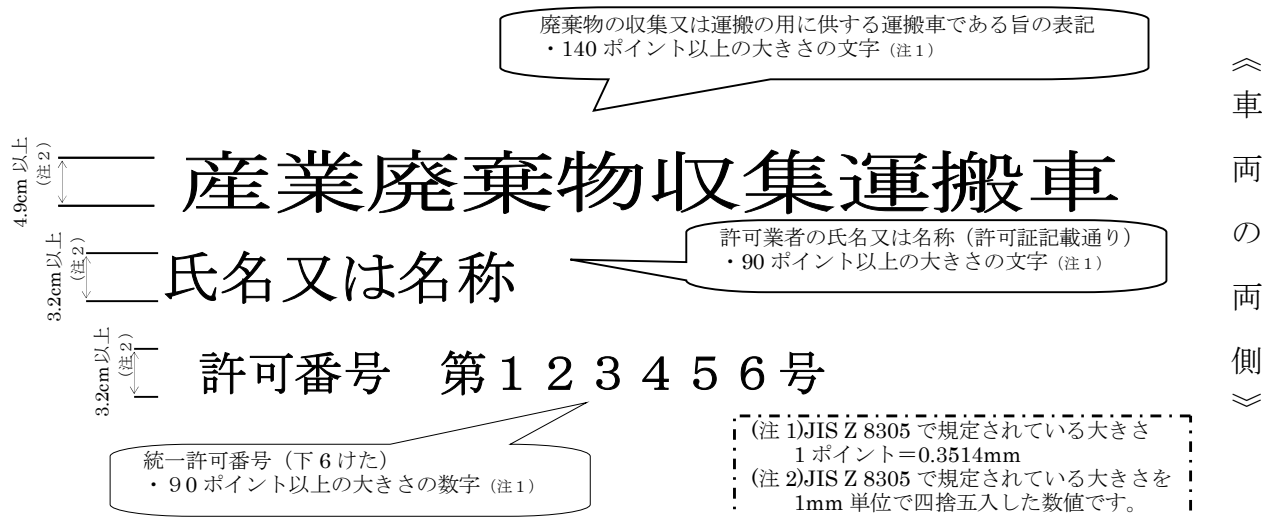 廃棄物の収集又は運搬の用に供する運搬車である旨の表記
・140 ポイント以上の大きさの文字（注１）
4.9cm 以上
（注２）
産業廃棄物収集運搬車
許可業者の氏名又は名称（許可証記載通り）
・90 ポイント以上の大きさの文字（注１）
3.2cm 以上
（注２）
氏名又は名称
3.2cm 以上
（注２）
許可番号　第１２３４５６号
統一許可番号（下 6 けた）
・９0 ポイント以上の大きさの数字（注１）
(注 1)JIS Z 8305 で規定されている大きさ
1 ポイント＝0.3514mm
(注 2)JIS Z 8305 で規定されている大きさを
1mm 単位で四捨五入した数値です。
《車両の両側》